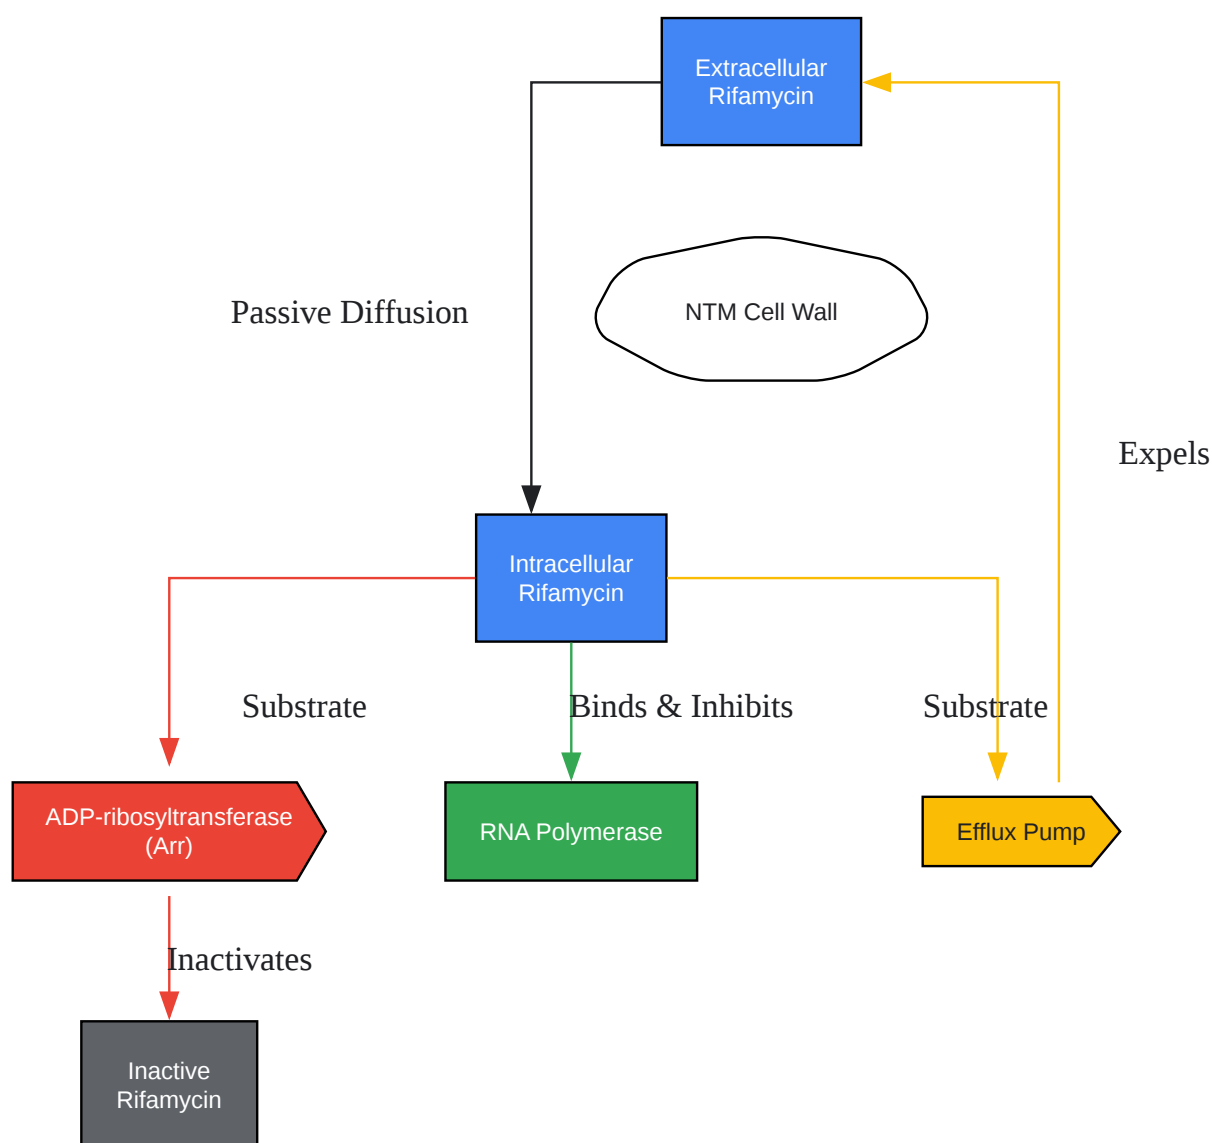 Extracellular
Rifamycin
Passive Diffusion
NTM Cell Wall
Expels
Intracellular
Rifamycin
Substrate
Binds & Inhibits
Substrate
ADP-ribosyltransferase
(Arr)
RNA Polymerase
Efflux Pump
Inactivates
Inactive
Rifamycin